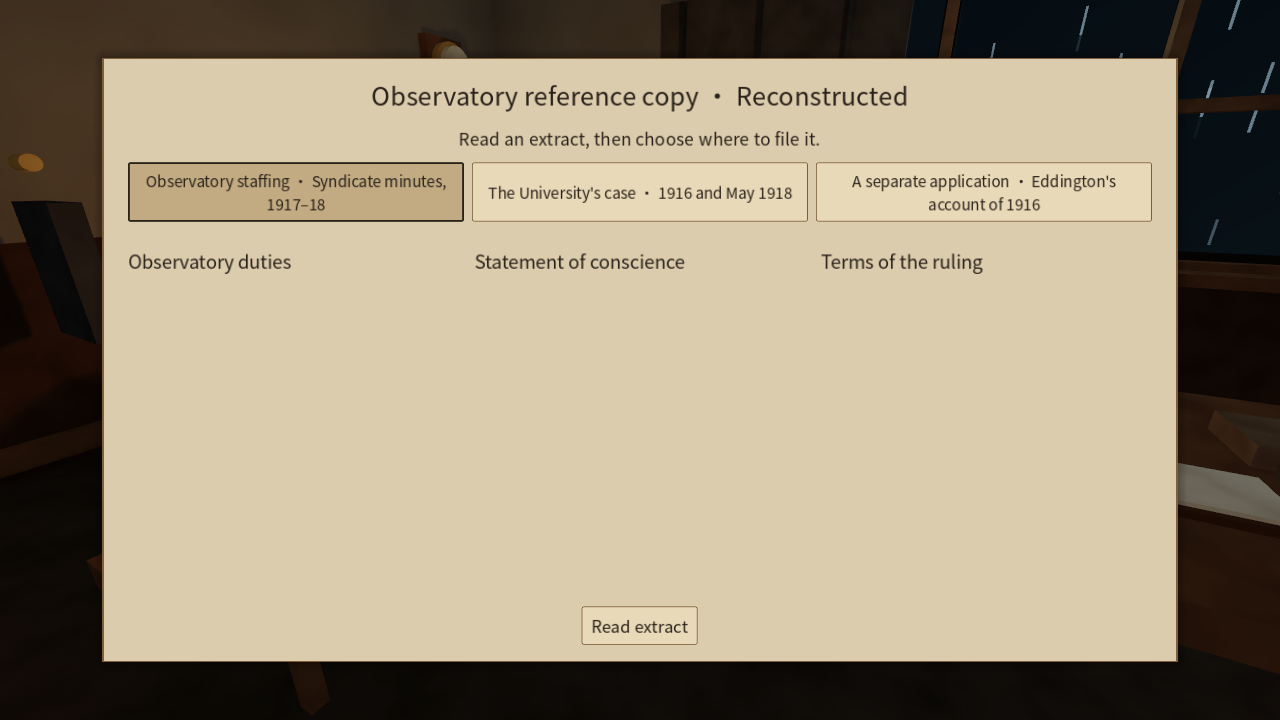 Observatory reference copy • Reconstructed
Read an extract, then choose where to file it.
Observatory staffing • Syndicate minutes,
1917–18
The University's case • 1916 and May 1918
A separate application • Eddington's
account of 1916
Observatory duties
Statement of conscience
Terms of the ruling
Read extract